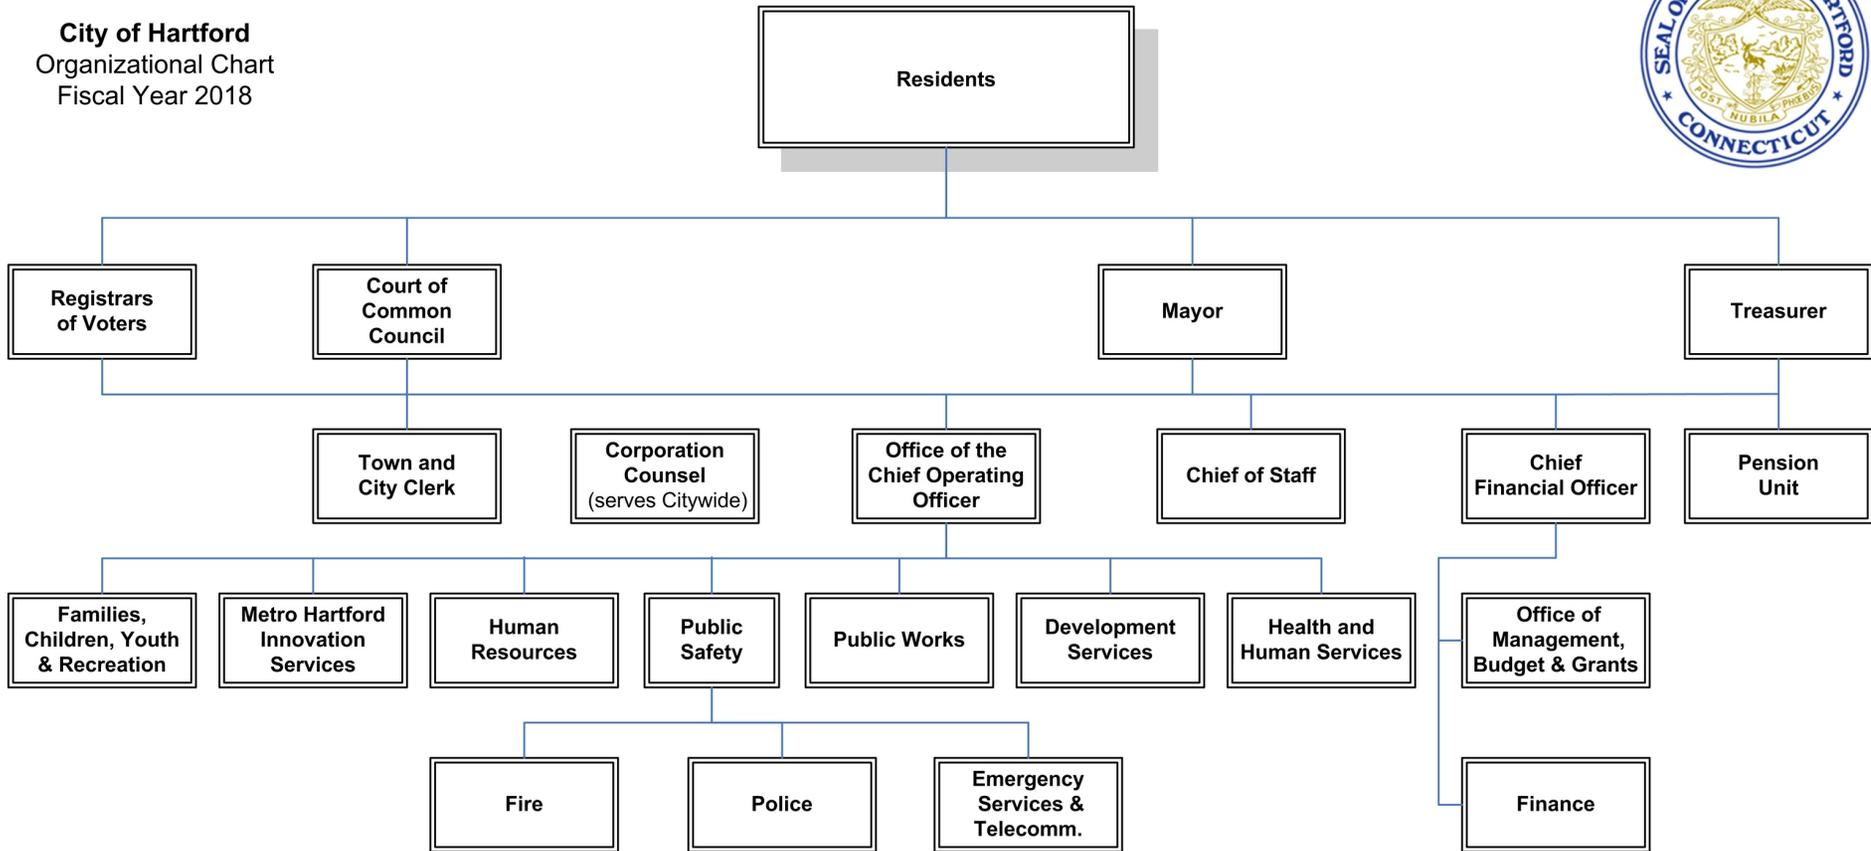 City of Hartford
Organizational Chart
Fiscal Year 2018
Residents
SEAL O
RTFORD
POST
NUBILA
PHŒBUS
CONNECTICUT
Registrars
of Voters
Court of
Common
Council
Mayor
Treasurer
Town and
City Clerk
Corporation
Counsel
(serves Citywide)
Office of the
Chief Operating
Officer
Chief of Staff
Chief
Financial Officer
Pension
Unit
Families,
Children, Youth
& Recreation
Metro Hartford
Innovation
Services
Human
Resources
Public
Safety
Public Works
Development
Services
Health and
Human Services
Office of
Management,
Budget & Grants
Fire
Police
Emergency
Services &
Telecomm.
Finance